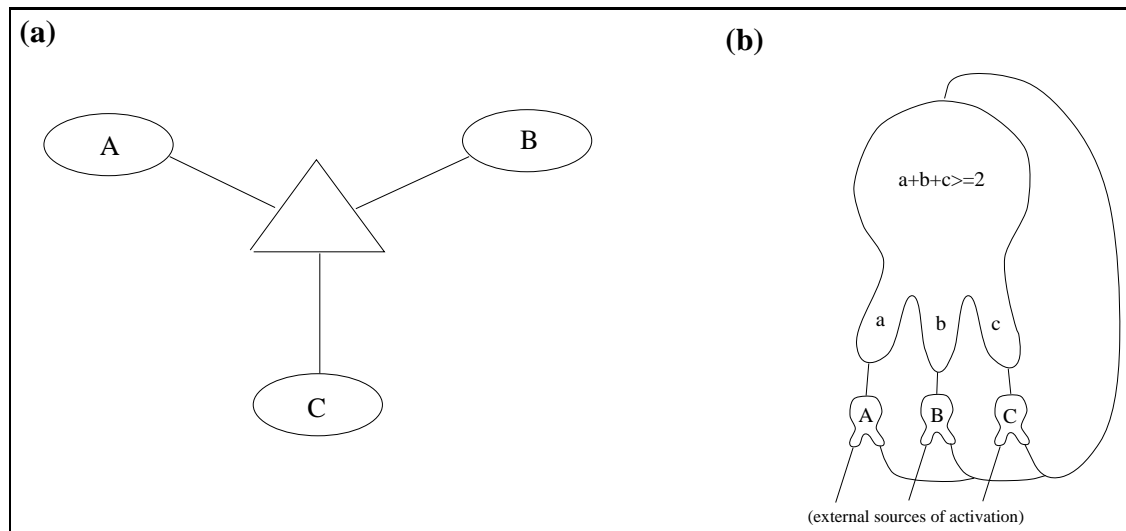 (a)
A
B
C
(b)
a+b+c>=2
a b c
A B C
(external sources of activation)